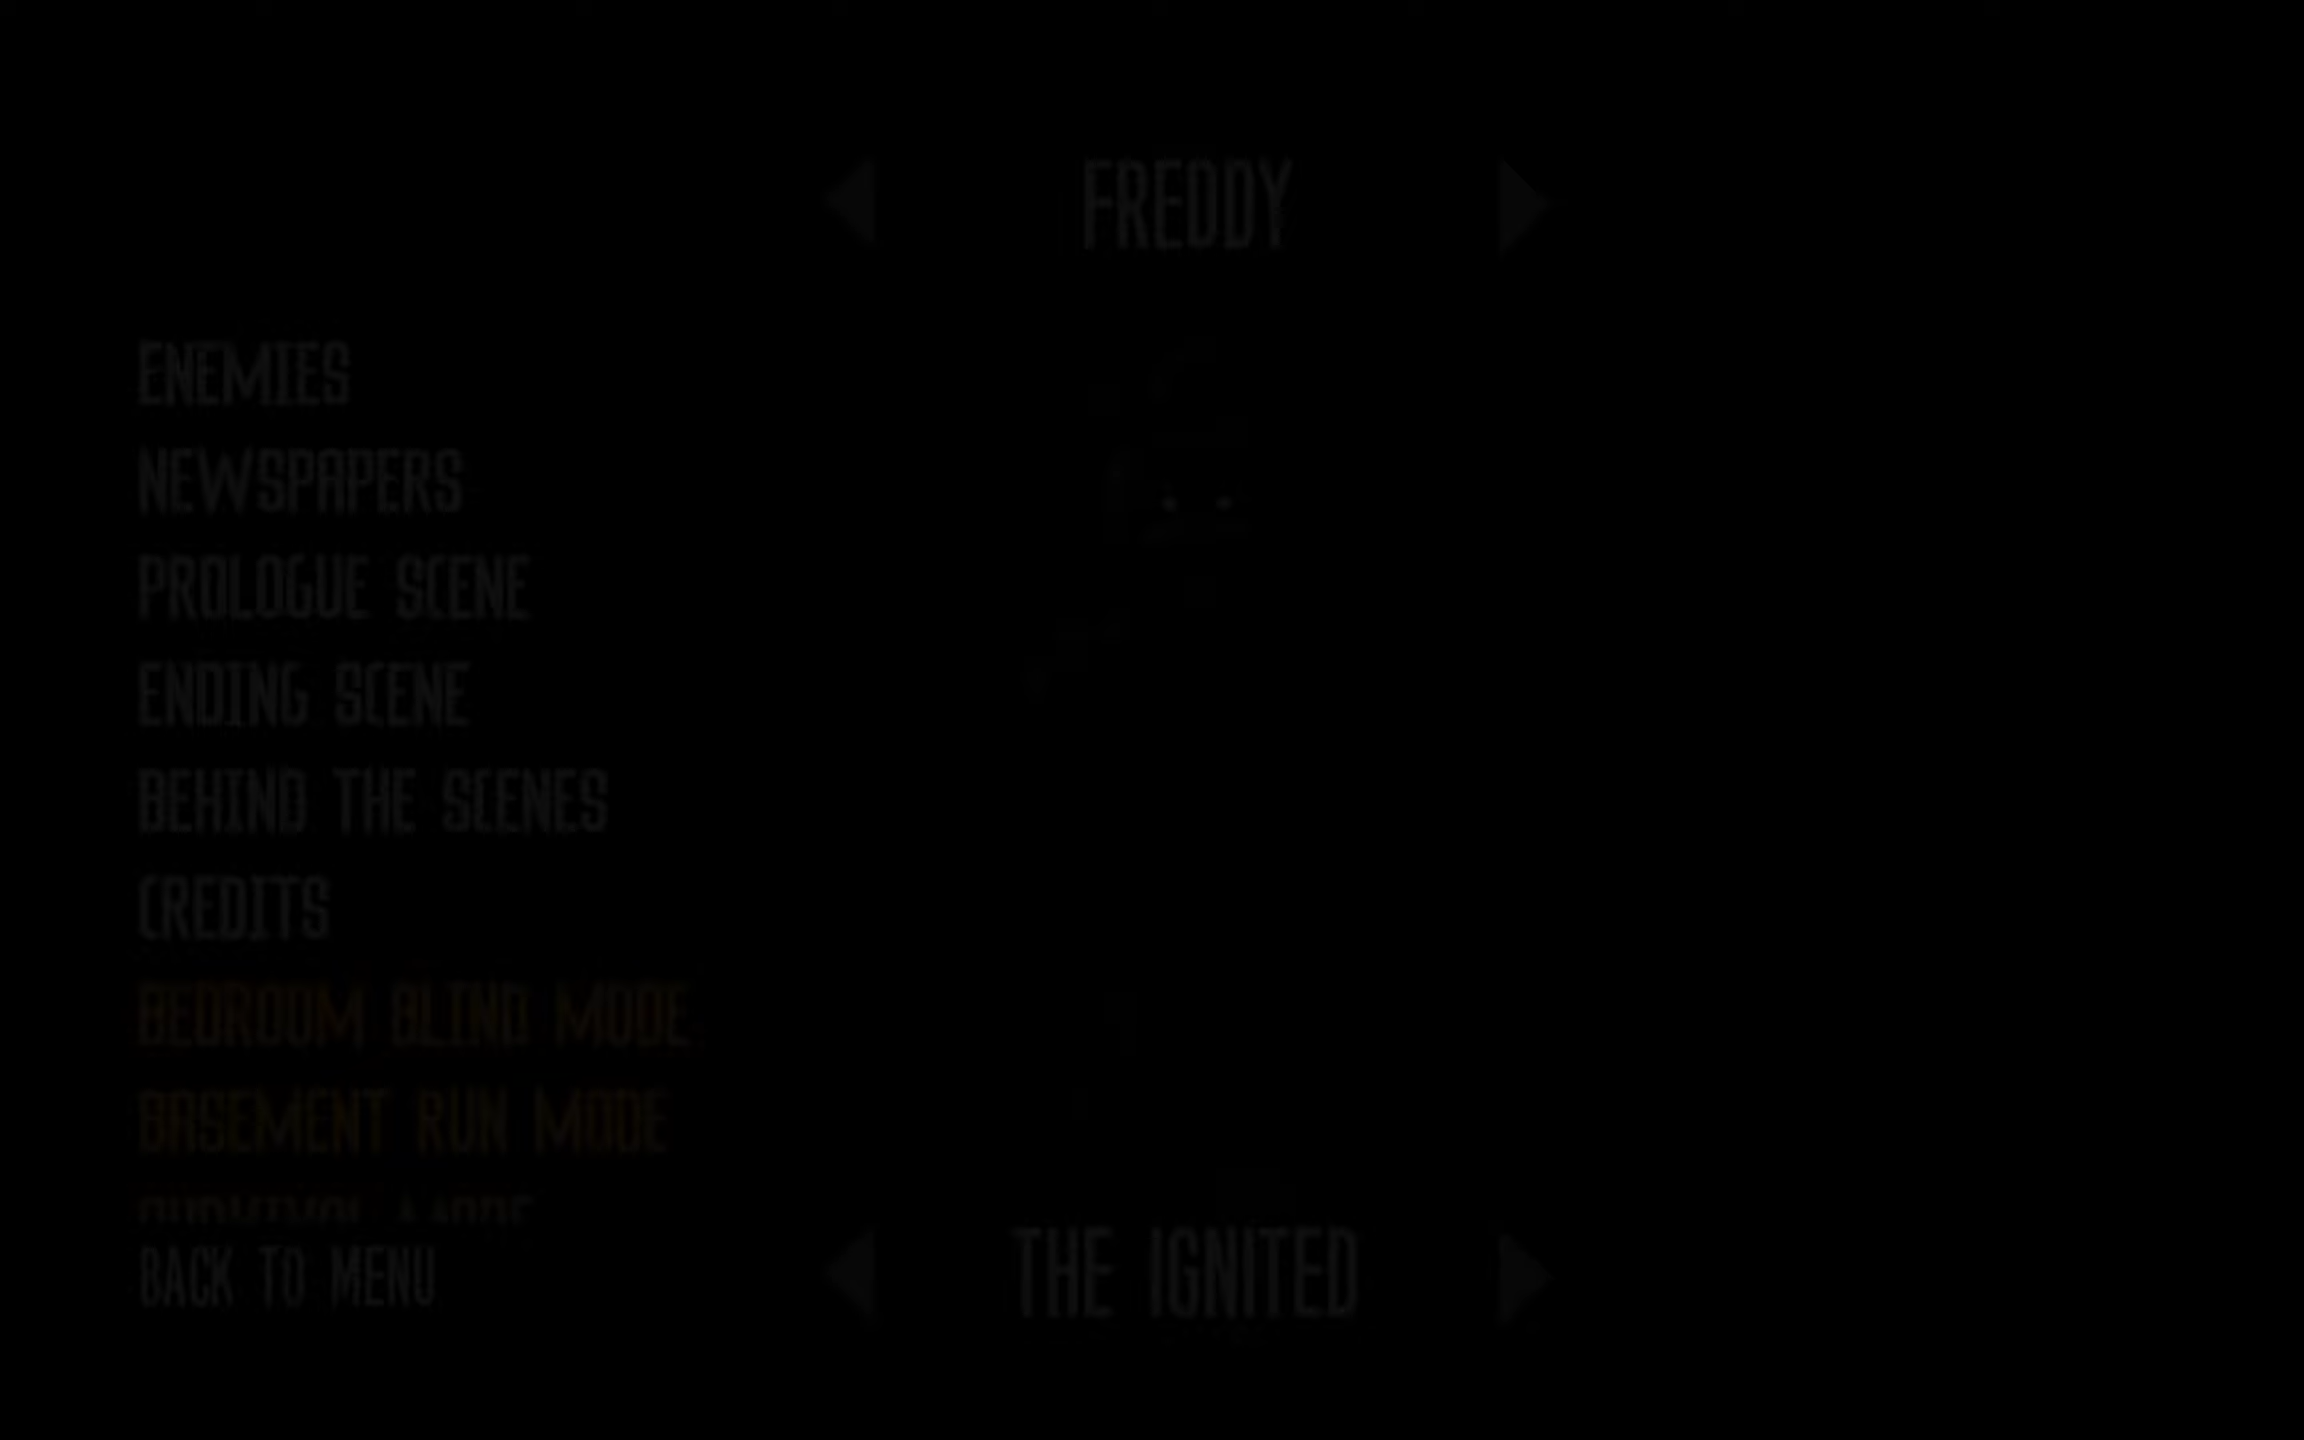 FREDDY
ENEMIES
NEWSPAPERS
PROLOGUE SCENE
ENDING SCENE
BEHIND THE SCENES
CREDITS
BEDROOM BLIND MODE
BASEMENT RUN MODE
BACK TO MENU
THE IGNITED